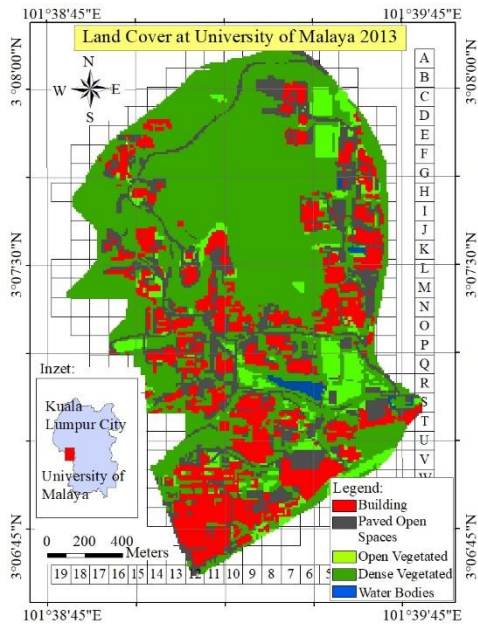 101°38'45"E
101°39'45"E
Land Cover at University of Malaya 2013
3°08'00"N
3°08'00"N
N
W E
S
A
B
C
D
E
F
G
H
I
J
K
L
M
N
O
P
Q
R
S
T
U
V
3°07'30"N
3°07'30"N
Inzet:
Kuala
Lumpur City
University of
Malaya
3°06'45"N
3°06'45"N
0 200 400
Meters
Legend:
Building
Paved Open
Spaces
Open Vegetated
Dense Vegetated
Water Bodies
19 18 17 16 15 14 13 12 11 10 9 8 7 6 5
101°38'45"E
101°39'45"E